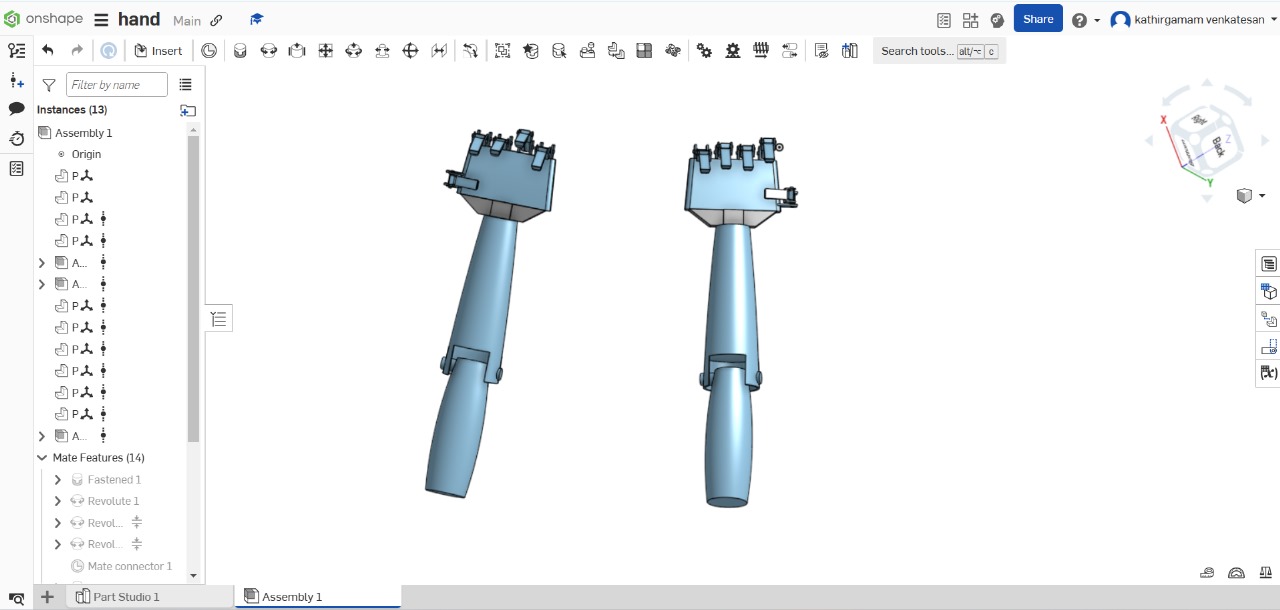 onshape
hand
Main
Share
kathirgamam venkatesan
Insert
Search tools...
alt/⌥
c
Filter by name
Instances (13)
Assembly 1
Origin
P
P
P
P
A...
A...
P
P
P
P
P
P
A...
Mate Features (14)
Fastened 1
Revolute 1
Revol...
Revol...
Mate connector 1
Part Studio 1
Assembly 1
Right
Back
X
Y
Z